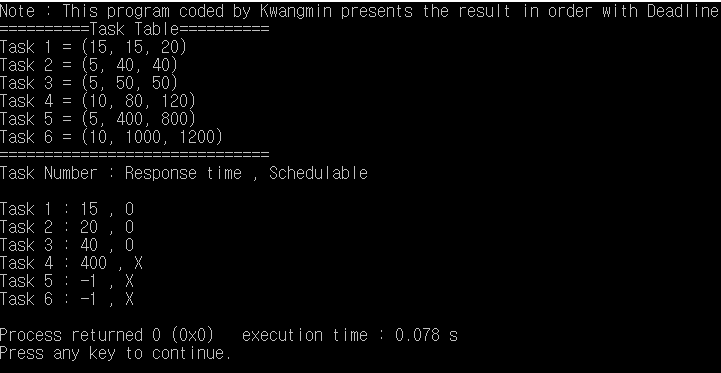 Note : This program coded by Kwangmin presents the result in order with Deadline
==========Task Table==========
Task 1 = (15, 15, 20)
Task 2 = (5, 40, 40)
Task 3 = (5, 50, 50)
Task 4 = (10, 80, 120)
Task 5 = (5, 400, 800)
Task 6 = (10, 1000, 1200)
==============================
Task Number : Response time , Schedulable
Task 1 : 15 , O
Task 2 : 20 , O
Task 3 : 40 , O
Task 4 : 400 , X
Task 5 : -1 , X
Task 6 : -1 , X
Process returned 0 (0x0)   execution time : 0.078 s
Press any key to continue.